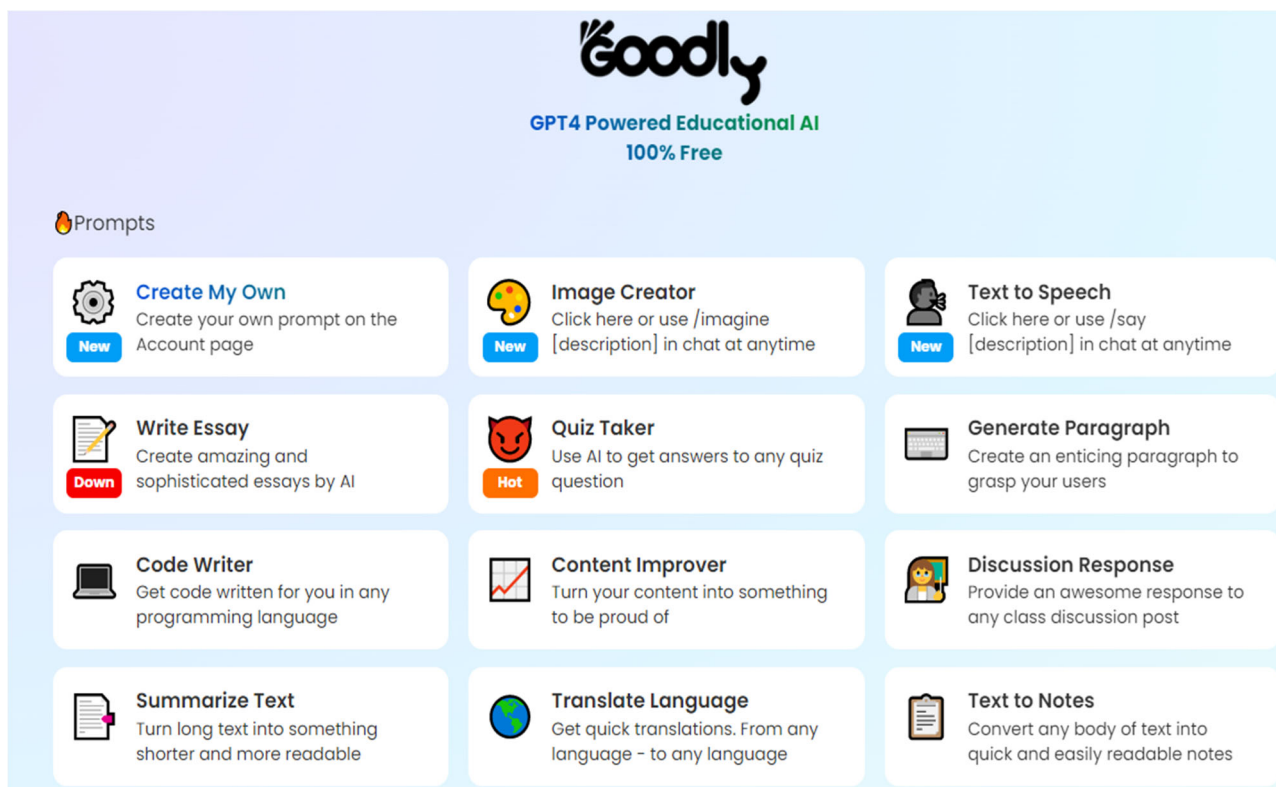 Goodly
GPT4 Powered Educational AI
100% Free
Prompts
Create My Own
Create your own prompt on the
Account page
New
Image Creator
Click here or use /imagine
[description] in chat at anytime
New
Text to Speech
Click here or use /say
[description] in chat at anytime
New
Write Essay
Create amazing and
sophisticated essays by AI
Down
Quiz Taker
Use AI to get answers to any quiz
question
Hot
Generate Paragraph
Create an enticing paragraph to
grasp your users
Code Writer
Get code written for you in any
programming language
Content Improver
Turn your content into something
to be proud of
Discussion Response
Provide an awesome response to
any class discussion post
Summarize Text
Turn long text into something
shorter and more readable
Translate Language
Get quick translations. From any
language - to any language
Text to Notes
Convert any body of text into
quick and easily readable notes